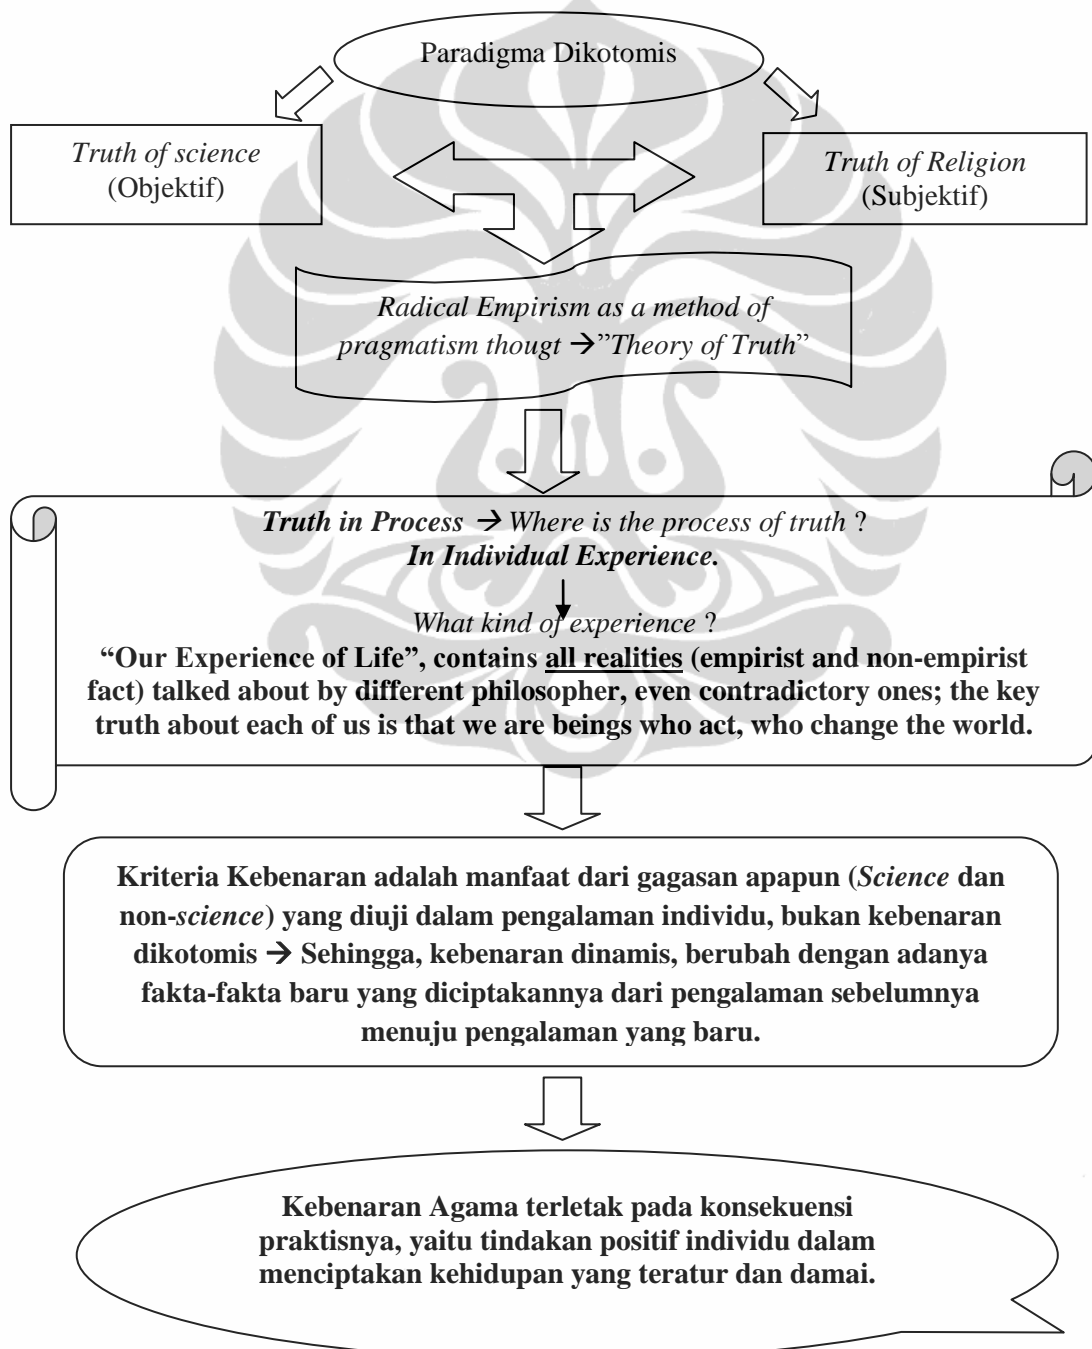 Paradigma Dikotomis
Truth of science
(Objektif)
Truth of Religion
(Subjektif)
Radical Empirism as a method of
pragmatism thougt → ”Theory of Truth”
Truth in Process → Where is the process of truth ?
In Individual Experience.
What kind of experience ?
“Our Experience of Life”, contains all realities (empirist and non-empirist
fact) talked about by different philosopher, even contradictory ones; the key
truth about each of us is that we are beings who act, who change the world.
Kriteria Kebenaran adalah manfaat dari gagasan apapun (Science dan
non-science) yang diuji dalam pengalaman individu, bukan kebenaran
dikotomis → Sehingga, kebenaran dinamis, berubah dengan adanya
fakta-fakta baru yang diciptakannya dari pengalaman sebelumnya
menuju pengalaman yang baru.
Kebenaran Agama terletak pada konsekuensi
praktisnya, yaitu tindakan positif individu dalam
menciptakan kehidupan yang teratur dan damai.